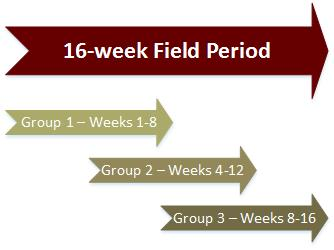 16-week Field Period
Group 1 – Weeks 1-8
Group 2 – Weeks 4-12
Group 3 – Weeks 8-16